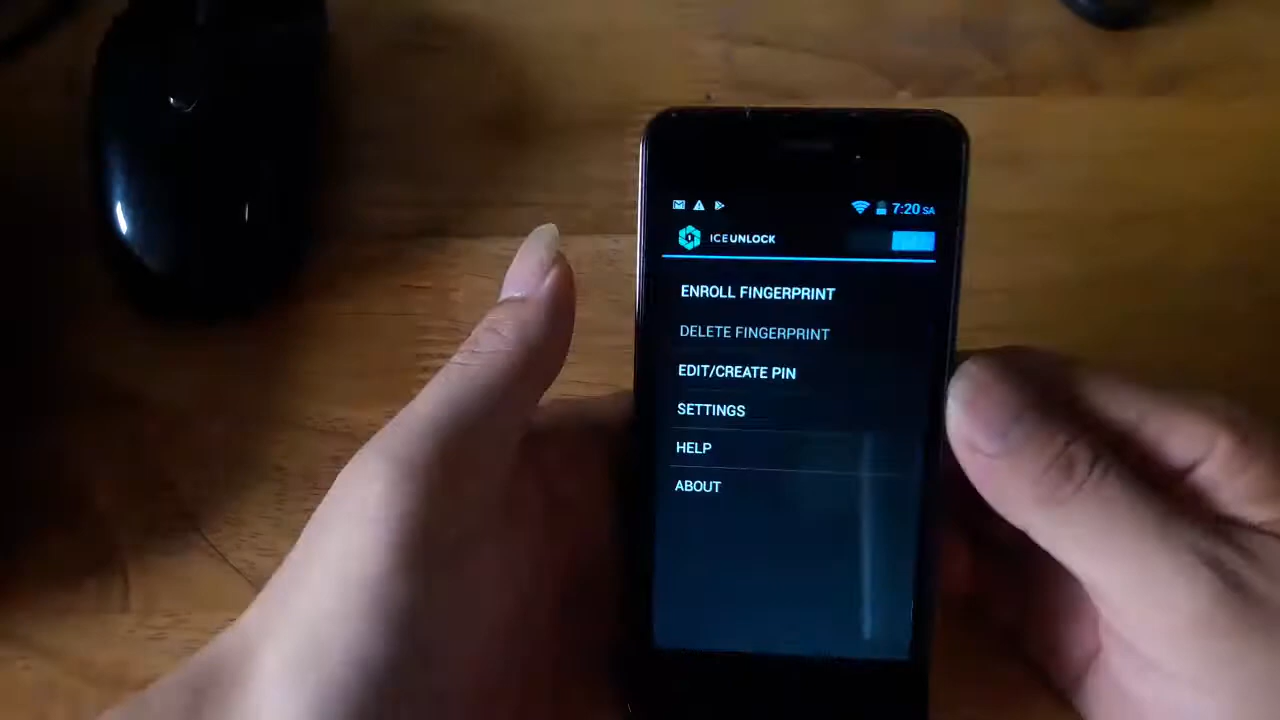 7:20 SA
ICEUNLOCK
ENROLL FINGERPRINT
DELETE FINGERPRINT
EDIT/CREATE PIN
SETTINGS
HELP
ABOUT